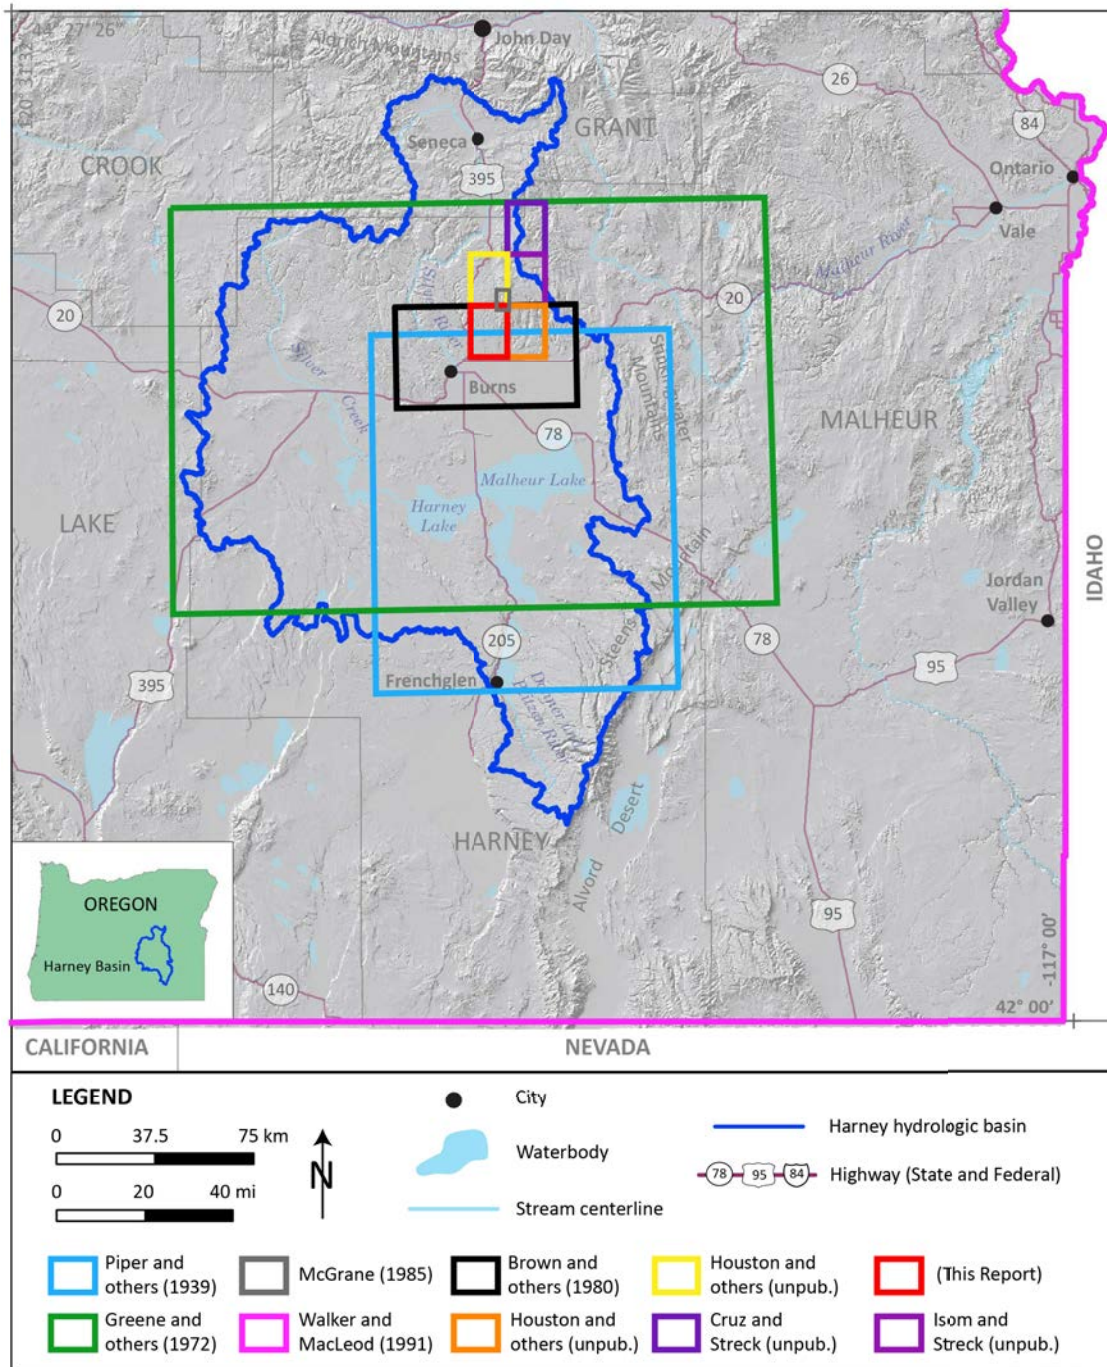 44° 27' 26"
John Day
Aldrich Mountains
26
GRANT
84
Seneca
CROOK
395
Ontario
Vale
Malheur River
20
20
Silvies River
Silver
Creek
Burns
Stinkingwater
Mountains
MALHEUR
78
Malheur Lake
Harney
Lake
LAKE
IDAHO
Steens Mountain
Jordan
Valley
205
78
95
Frenchglen
395
Donner Und
Blitzen River
HARNEY
Alvord Desert
OREGON
Harney Basin
95
-117° 00'
140
42° 00'
CALIFORNIA
NEVADA
LEGEND
City
0 37.5 75 km
Harney hydrologic basin
Waterbody
0 20 40 mi
N
78 95 84
Highway (State and Federal)
Stream centerline
Piper and
others (1939)
McGrane (1985)
Brown and
others (1980)
Houston and
others (unpub.)
(This Report)
Greene and
others (1972)
Walker and
MacLeod (1991)
Houston and
others (unpub.)
Cruz and
Streck (unpub.)
Isom and
Streck (unpub.)